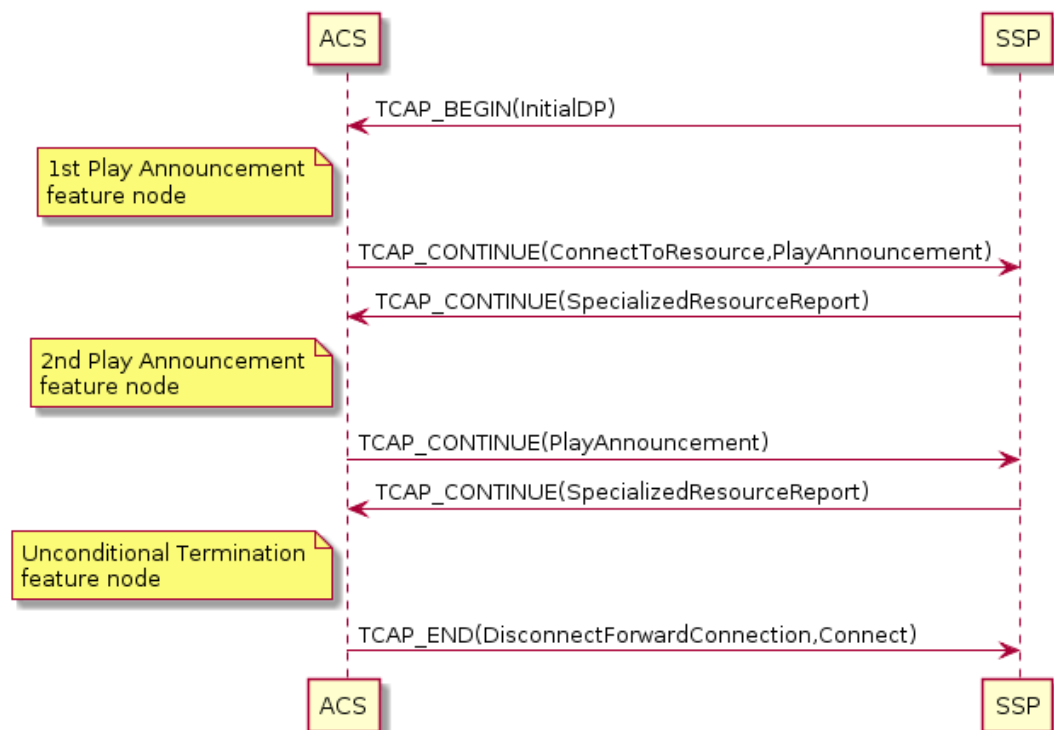 ACS
SSP
TCAP_BEGIN(InitialDP)
1st Play Announcement
feature node
TCAP_CONTINUE(ConnectToResource,PlayAnnouncement)
TCAP_CONTINUE(SpecializedResourceReport)
2nd Play Announcement
feature node
TCAP_CONTINUE(PlayAnnouncement)
TCAP_CONTINUE(SpecializedResourceReport)
Unconditional Termination
feature node
TCAP_END(DisconnectForwardConnection,Connect)
ACS
SSP